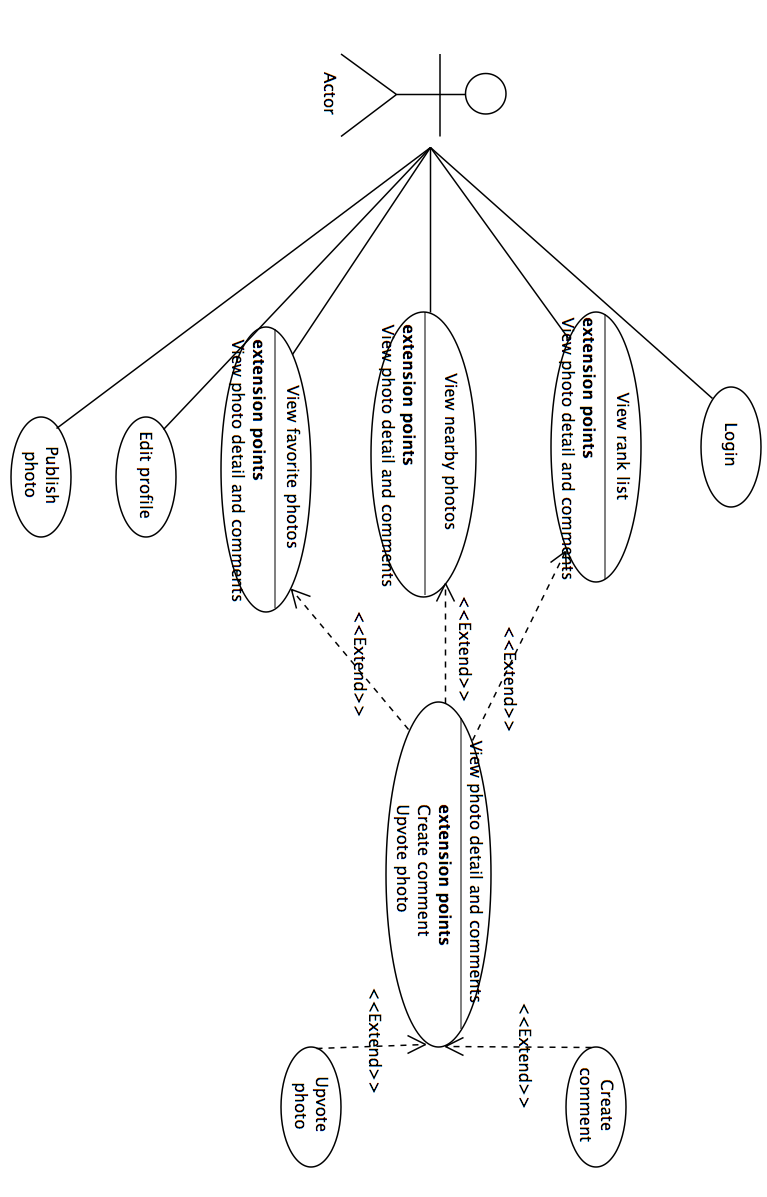 Actor
Login
View rank list
extension points
View photo detail and comments
View nearby photos
extension points
View photo detail and comments
View favorite photos
extension points
View photo detail and comments
Edit profile
Publish
photo
<<Extend>>
<<Extend>>
<<Extend>>
View photo detail and comments
extension points
Create comment
Upvote photo
<<Extend>>
<<Extend>>
Create
comment
Upvote
photo